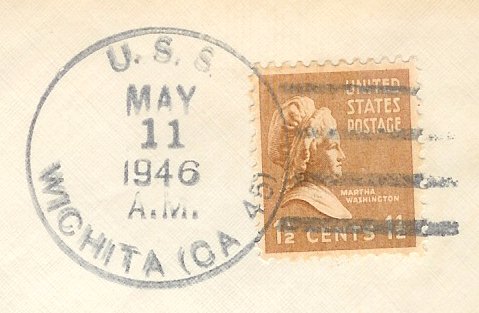 U. S. S.
MAY
11
1946
A.M.
WICHITA (CA 45)
UNITED
STATES
POSTAGE
MARTHA
WASHINGTON
1½ CENTS 1½